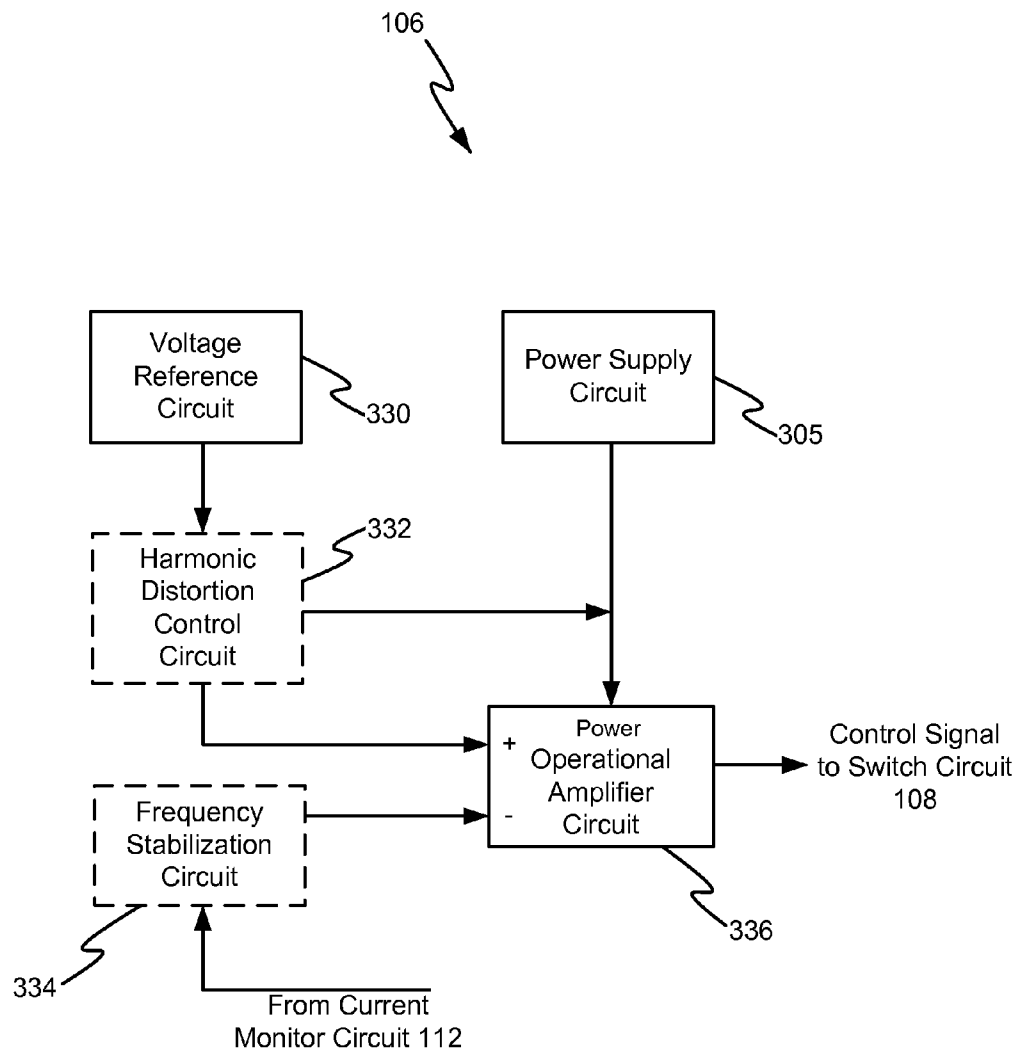 106
Voltage
Reference
Circuit
330
Power Supply
Circuit
305
332
Harmonic
Distortion
Control
Circuit
+
-
Power
Operational
Amplifier
Circuit
336
Control Signal
to Switch Circuit
108
Frequency
Stabilization
Circuit
334
From Current
Monitor Circuit 112